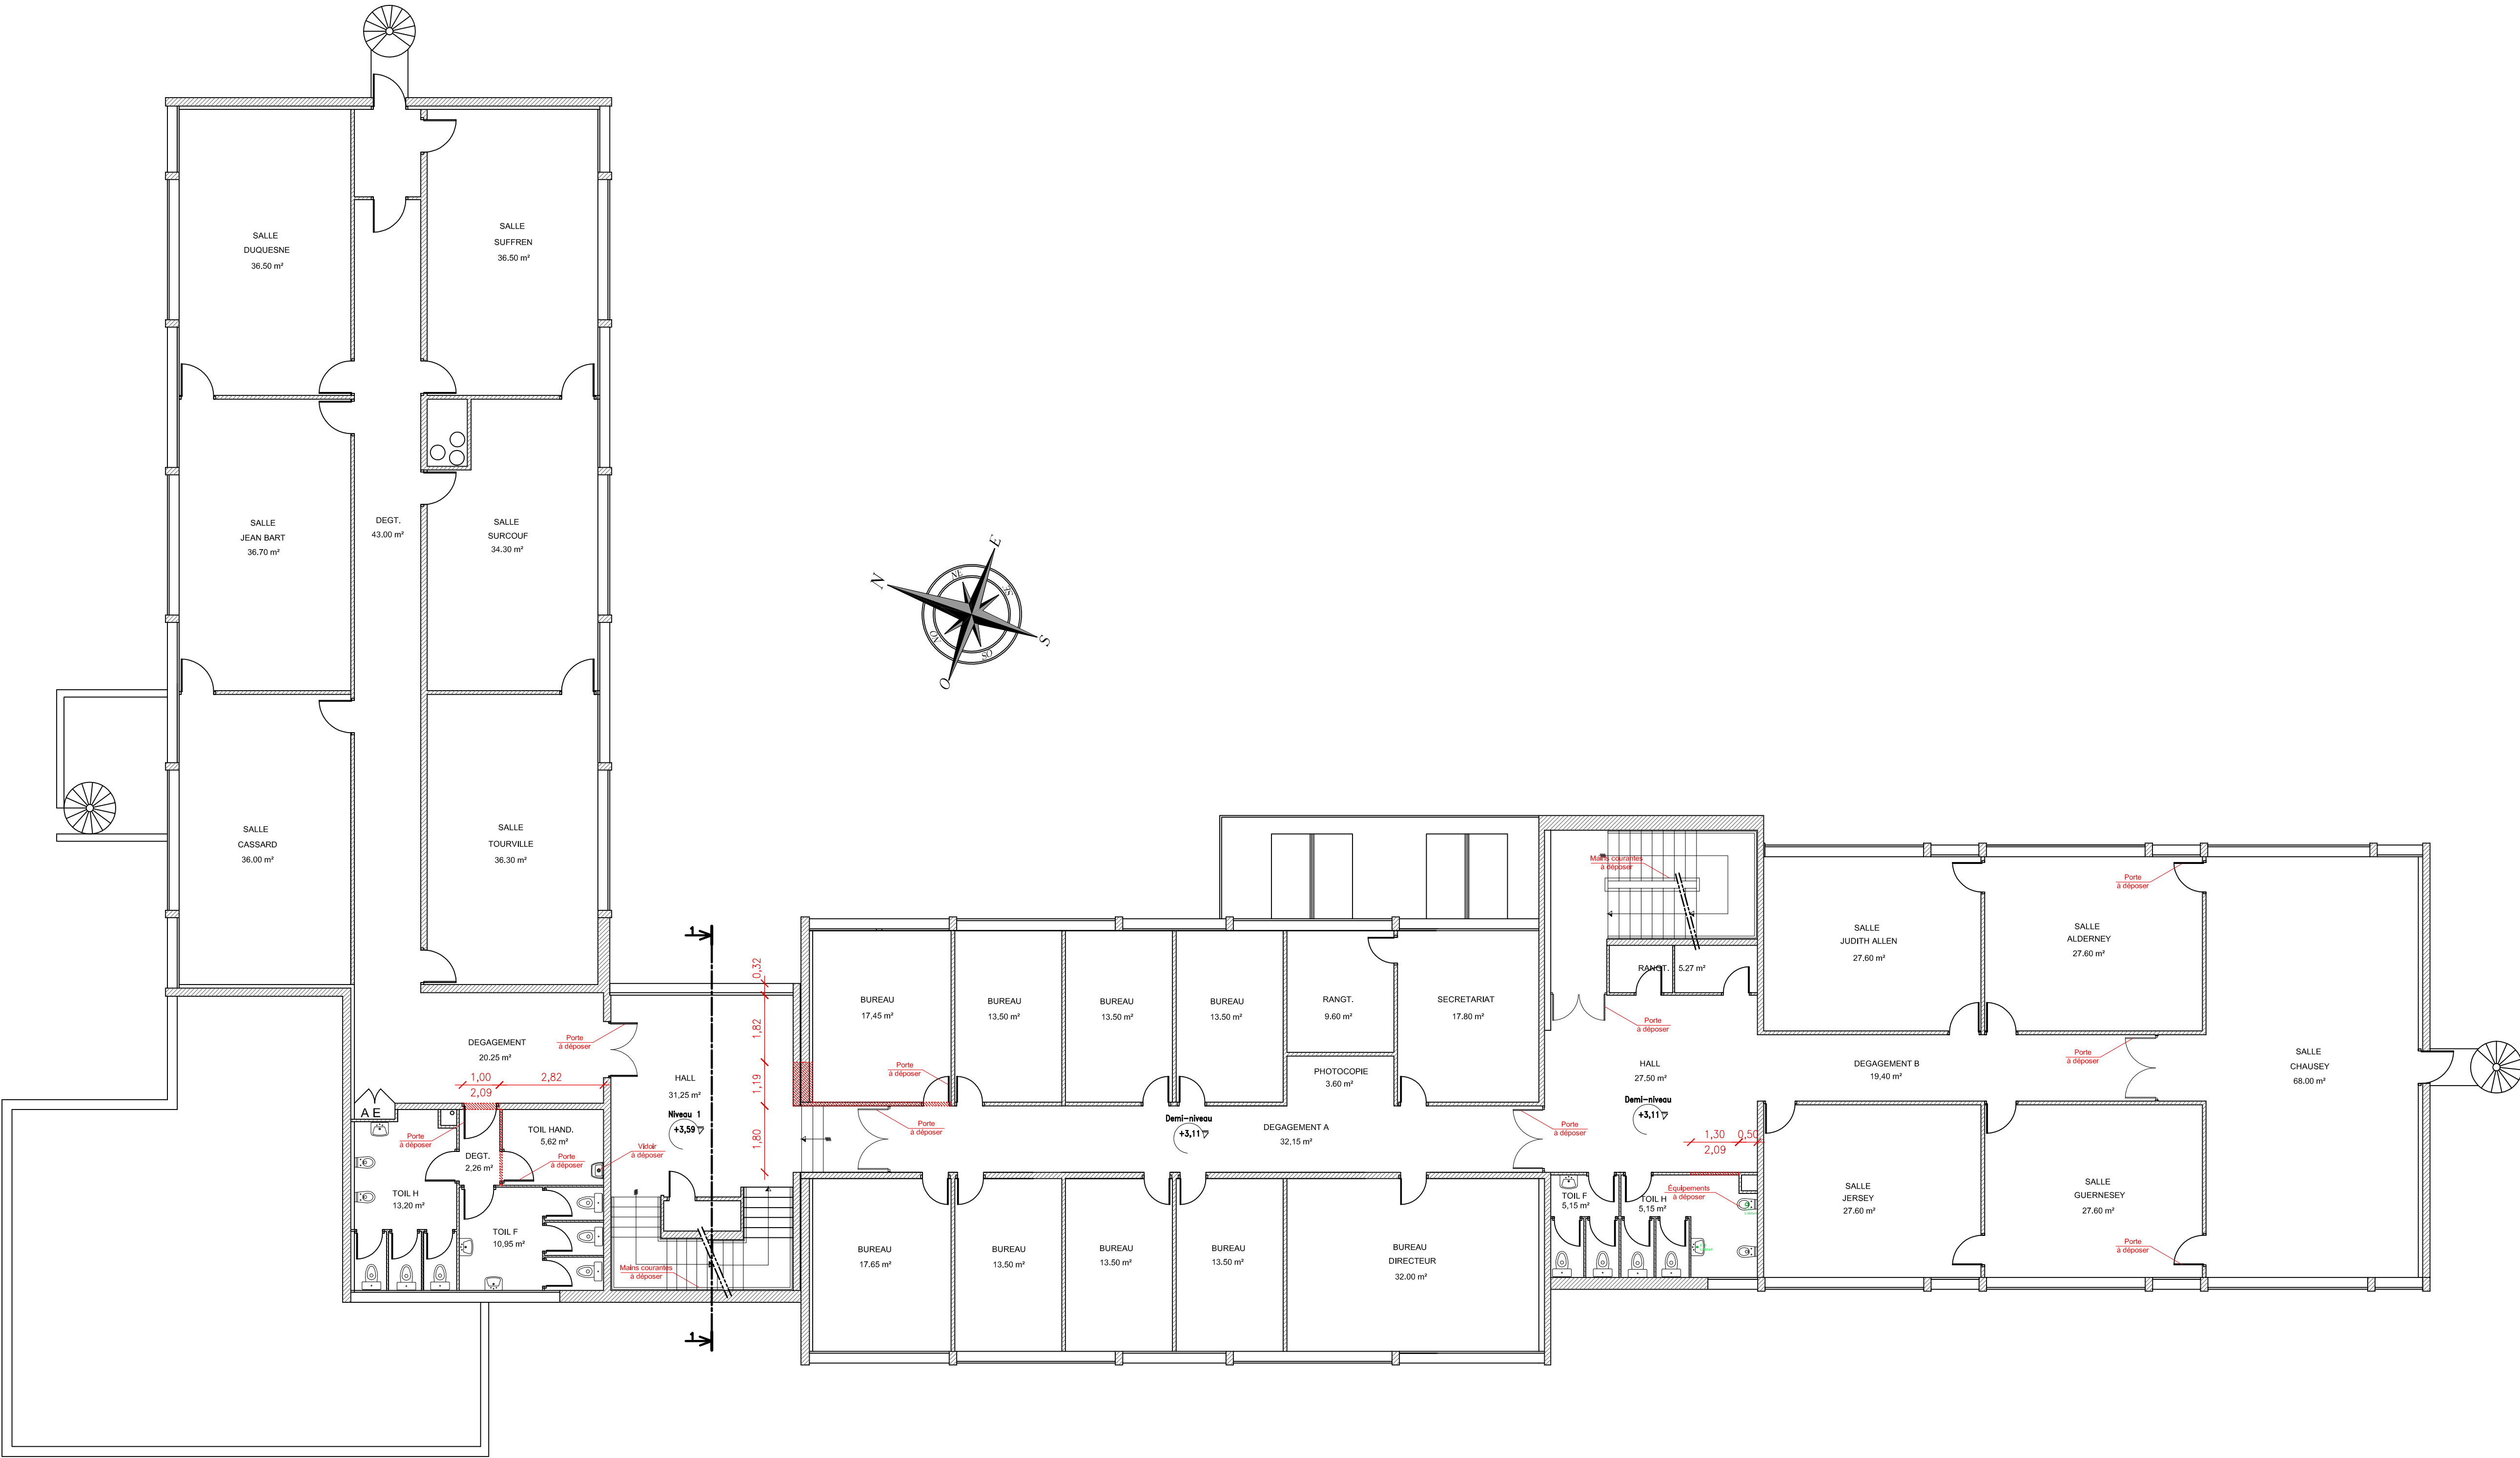 SALLE
DUQUESNE
36.50 m²
SALLE
SUFFREN
36.50 m²
SALLE
JEAN BART
36.70 m²
DEGT.
43.00 m²
SALLE
SURCOUF
34.30 m²
N
NE
E
SE
S
SO
O
NO
SALLE
CASSARD
36.00 m²
SALLE
TOURVILLE
36.30 m²
DEGAGEMENT
20.25 m²
Porte
à déposer
1,00
2,09
2,82
A E
Porte
à déposer
TOIL HAND.
5,62 m²
DEGT.
2,26 m²
Porte
à déposer
Vidoir
à déposer
TOIL H
13,20 m²
TOIL F
10,95 m²
1
HALL
31,25 m²
Niveau 1
+3,59
0,32
1,82
1,19
1,80
Mains courantes
à déposer
1
BUREAU
17,45 m²
Porte
à déposer
BUREAU
13,50 m²
BUREAU
13.50 m²
BUREAU
13.50 m²
RANGT.
9.60 m²
SECRETARIAT
17.80 m²
PHOTOCOPIE
3.60 m²
Porte
à déposer
Demi-niveau
+3,11
DEGAGEMENT A
32,15 m²
Porte
à déposer
BUREAU
17.65 m²
BUREAU
13,50 m²
BUREAU
13.50 m²
BUREAU
13.50 m²
BUREAU
DIRECTEUR
32.00 m²
Mains courantes
à déposer
RANGT. 5.27 m²
Porte
à déposer
HALL
27.50 m²
Demi-niveau
+3,11
1,30
0,50
2,09
TOIL F
5,15 m²
TOIL H
5,15 m²
Équipements
à déposer
SALLE
JUDITH ALLEN
27.60 m²
SALLE
ALDERNEY
27.60 m²
Porte
à déposer
DEGAGEMENT B
19,40 m²
Porte
à déposer
SALLE
CHAUSEY
68.00 m²
SALLE
JERSEY
27.60 m²
SALLE
GUERNESEY
27.60 m²
Porte
à déposer